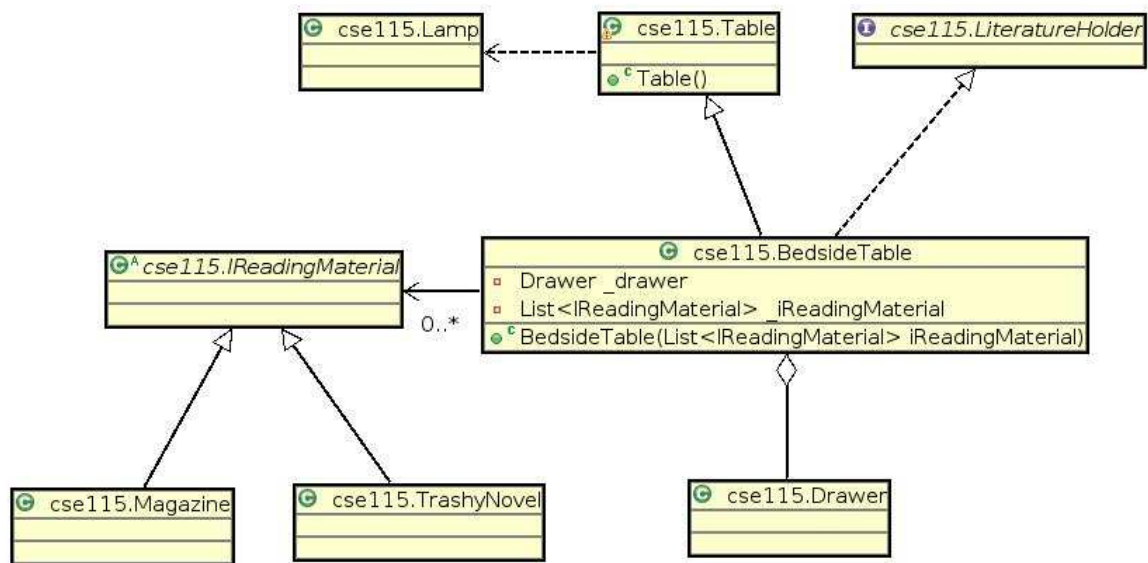 cse115.Lamp
cse115.Table
Table()
cse115.LiteratureHolder
cse115.IReadingMaterial
0..*
cse115.BedsideTable
Drawer _drawer
List<IReadingMaterial> _iReadingMaterial
BedsideTable(List<IReadingMaterial> iReadingMaterial)
cse115.Magazine
cse115.TrashyNovel
cse115.Drawer